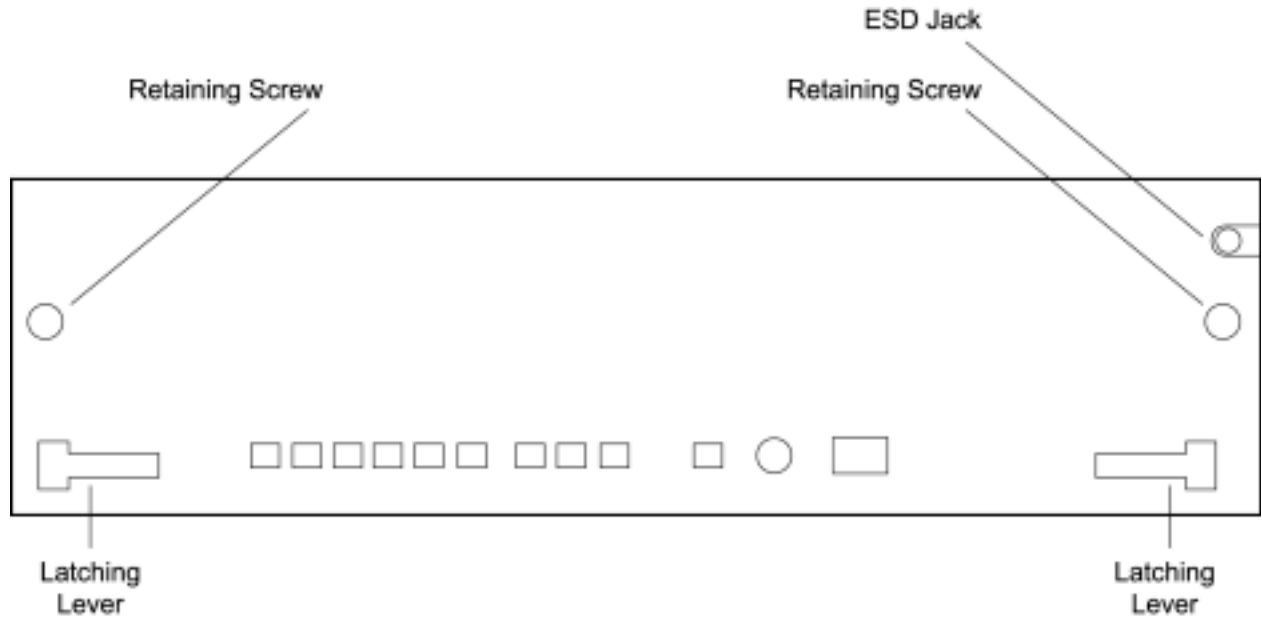 ESD Jack
Retaining Screw
Retaining Screw
Latching
Lever
Latching
Lever